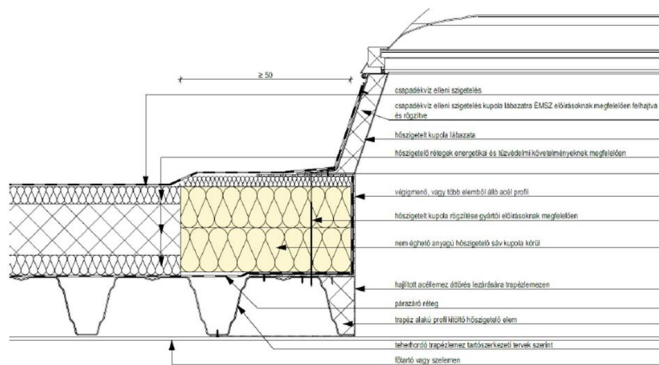 ≥ 50
csapadékvíz elleni szigetelés
csapadékvíz elleni szigetelés kupola lábazatra ÉMSZ előírásoknak megfelelően felhajtva
és rögzítve
hőszigetelt kupola lábazata
hőszigetelő rétegek energetikai és tűzvédelmi követelményeknek megfelelően
végigmenő, vagy több elemből álló acél profil
hőszigetelt kupola rögzítése gyártói előírásoknak megfelelően
nem éghető anyagú hőszigetelő sáv kupola körül
hajlított acéllemez áttörés lezárására trapézlemezen
párazáró réteg
trapéz alakú profilkitöltő hőszigetelő elem
teherhordó trapézlemez tartószerkezeti tervek szerint
főtartó vagy szelemen